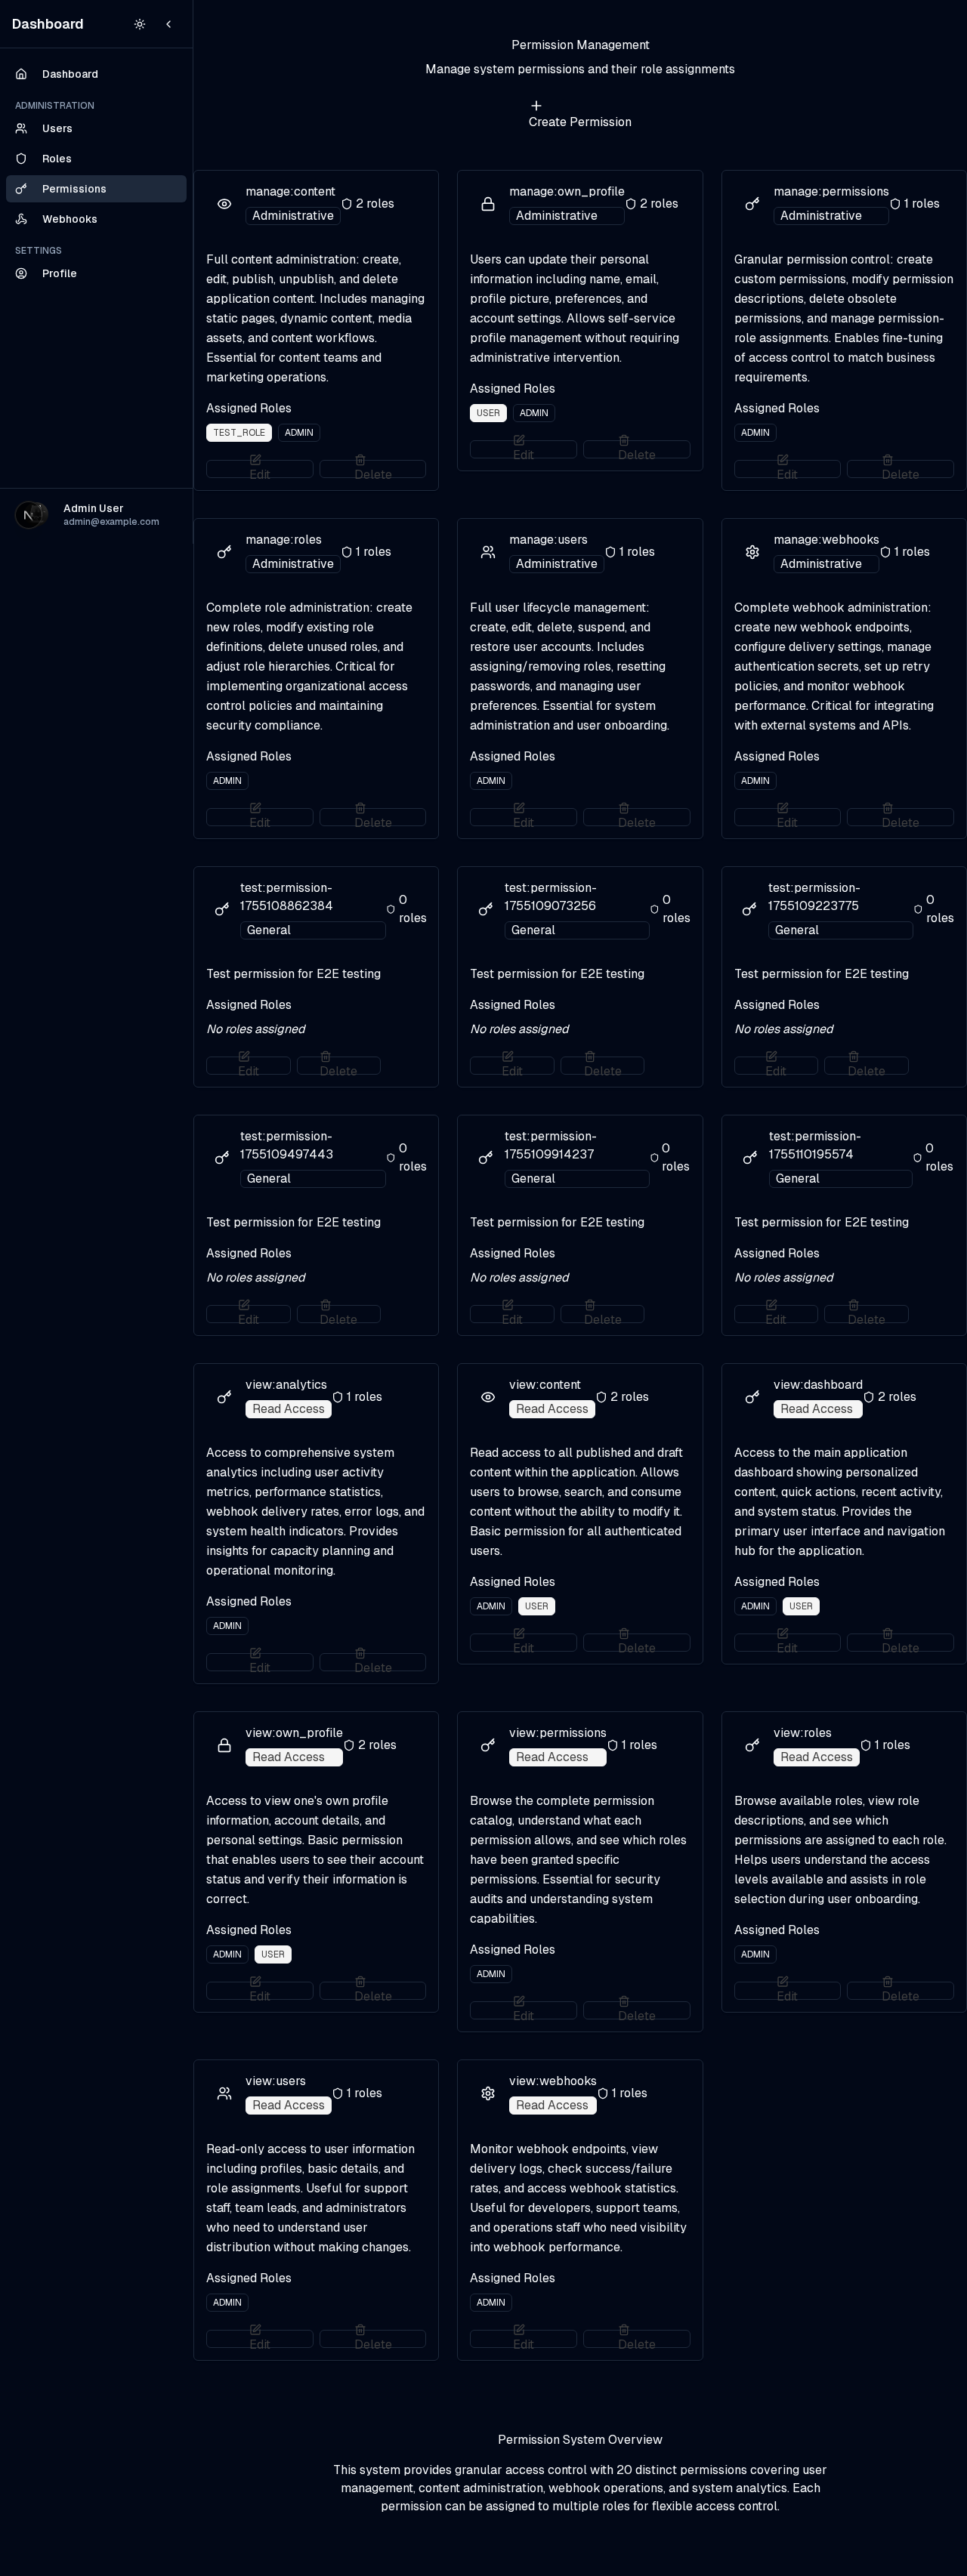 Dashboard
Dashboard
ADMINISTRATION
Users
Roles
Permissions
Webhooks
SETTINGS
Profile
Admin User
admin@example.com
Permission Management
Manage system permissions and their role assignments
Create Permission
manage:content
Administrative
2 roles
Full content administration: create,
edit, publish, unpublish, and delete
application content. Includes managing
static pages, dynamic content, media
assets, and content workflows.
Essential for content teams and
marketing operations.
Assigned Roles
TEST_ROLE ADMIN
Edit Delete
manage:own_profile
Administrative
2 roles
Users can update their personal
information including name, email,
profile picture, preferences, and
account settings. Allows self-service
profile management without requiring
administrative intervention.
Assigned Roles
USER ADMIN
Edit Delete
manage:permissions
Administrative
1 roles
Granular permission control: create
custom permissions, modify permission
descriptions, delete obsolete
permissions, and manage permission-
role assignments. Enables fine-tuning
of access control to match business
requirements.
Assigned Roles
ADMIN
Edit Delete
manage:roles
Administrative
1 roles
Complete role administration: create
new roles, modify existing role
definitions, delete unused roles, and
adjust role hierarchies. Critical for
implementing organizational access
control policies and maintaining
security compliance.
Assigned Roles
ADMIN
Edit Delete
manage:users
Administrative
1 roles
Full user lifecycle management:
create, edit, delete, suspend, and
restore user accounts. Includes
assigning/removing roles, resetting
passwords, and managing user
preferences. Essential for system
administration and user onboarding.
Assigned Roles
ADMIN
Edit Delete
manage:webhooks
Administrative
1 roles
Complete webhook administration:
create new webhook endpoints,
configure delivery settings, manage
authentication secrets, set up retry
policies, and monitor webhook
performance. Critical for integrating
with external systems and APIs.
Assigned Roles
ADMIN
Edit Delete
test:permission-
1755108862384
General
0
roles
Test permission for E2E testing
Assigned Roles
No roles assigned
Edit Delete
test:permission-
1755109073256
General
0
roles
Test permission for E2E testing
Assigned Roles
No roles assigned
Edit Delete
test:permission-
1755109223775
General
0
roles
Test permission for E2E testing
Assigned Roles
No roles assigned
Edit Delete
test:permission-
1755109497443
General
0
roles
Test permission for E2E testing
Assigned Roles
No roles assigned
Edit Delete
test:permission-
1755109914237
General
0
roles
Test permission for E2E testing
Assigned Roles
No roles assigned
Edit Delete
test:permission-
1755110195574
General
0
roles
Test permission for E2E testing
Assigned Roles
No roles assigned
Edit Delete
view:analytics
Read Access
1 roles
Access to comprehensive system
analytics including user activity
metrics, performance statistics,
webhook delivery rates, error logs, and
system health indicators. Provides
insights for capacity planning and
operational monitoring.
Assigned Roles
ADMIN
Edit Delete
view:content
Read Access
2 roles
Read access to all published and draft
content within the application. Allows
users to browse, search, and consume
content without the ability to modify it.
Basic permission for all authenticated
users.
Assigned Roles
ADMIN USER
Edit Delete
view:dashboard
Read Access
2 roles
Access to the main application
dashboard showing personalized
content, quick actions, recent activity,
and system status. Provides the
primary user interface and navigation
hub for the application.
Assigned Roles
ADMIN USER
Edit Delete
view:own_profile
Read Access
2 roles
Access to view one's own profile
information, account details, and
personal settings. Basic permission
that enables users to see their account
status and verify their information is
correct.
Assigned Roles
ADMIN USER
Edit Delete
view:permissions
Read Access
1 roles
Browse the complete permission
catalog, understand what each
permission allows, and see which roles
have been granted specific
permissions. Essential for security
audits and understanding system
capabilities.
Assigned Roles
ADMIN
Edit Delete
view:roles
Read Access
1 roles
Browse available roles, view role
descriptions, and see which
permissions are assigned to each role.
Helps users understand the access
levels available and assists in role
selection during user onboarding.
Assigned Roles
ADMIN
Edit Delete
view:users
Read Access
1 roles
Read-only access to user information
including profiles, basic details, and
role assignments. Useful for support
staff, team leads, and administrators
who need to understand user
distribution without making changes.
Assigned Roles
ADMIN
Edit Delete
view:webhooks
Read Access
1 roles
Monitor webhook endpoints, view
delivery logs, check success/failure
rates, and access webhook statistics.
Useful for developers, support teams,
and operations staff who need visibility
into webhook performance.
Assigned Roles
ADMIN
Edit Delete
Permission System Overview
This system provides granular access control with 20 distinct permissions covering user
management, content administration, webhook operations, and system analytics. Each
permission can be assigned to multiple roles for flexible access control.